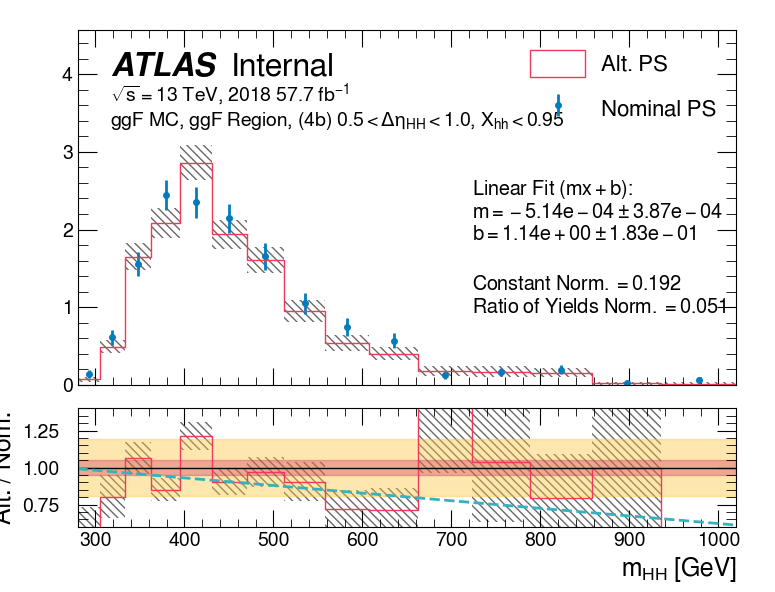 ATLAS Internal
√s = 13 TeV, 2018 57.7 fb⁻¹
ggF MC, ggF Region, (4b) 0.5 < Δη_HH < 1.0, X_hh < 0.95
Alt. PS
Nominal PS
Linear Fit (mx + b):
m = −5.14e−04 ± 3.87e−04
b = 1.14e+00 ± 1.83e−01
Constant Norm. = 0.192
Ratio of Yields Norm. = 0.051
4
3
2
1
0
Alt. / Nom.
1.25
1.00
0.75
300 400 500 600 700 800 900 1000
m_HH [GeV]